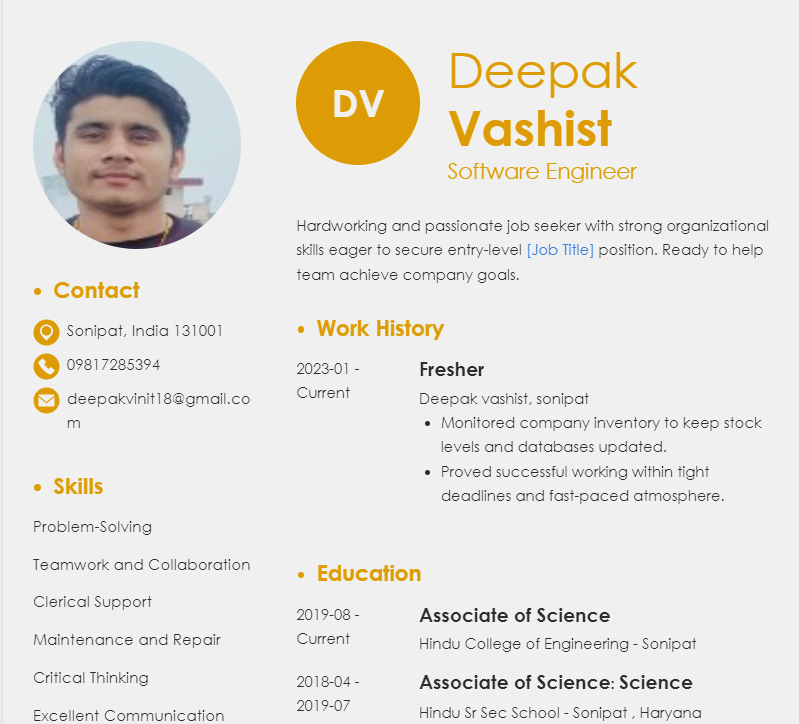 DV
Deepak
Vashist
Software Engineer
Hardworking and passionate job seeker with strong organizational
skills eager to secure entry-level [Job Title] position. Ready to help
team achieve company goals.
• Contact
Sonipat, India 131001
09817285394
deepakvinit18@gmail.co
m
• Skills
Problem-Solving
Teamwork and Collaboration
Clerical Support
Maintenance and Repair
Critical Thinking
Excellent Communication
• Work History
2023-01 -
Current
Fresher
Deepak vashist, sonipat
• Monitored company inventory to keep stock
levels and databases updated.
• Proved successful working within tight
deadlines and fast-paced atmosphere.
• Education
2019-08 -
Current
Associate of Science
Hindu College of Engineering - Sonipat
2018-04 -
2019-07
Associate of Science: Science
Hindu Sr Sec School - Sonipat , Haryana